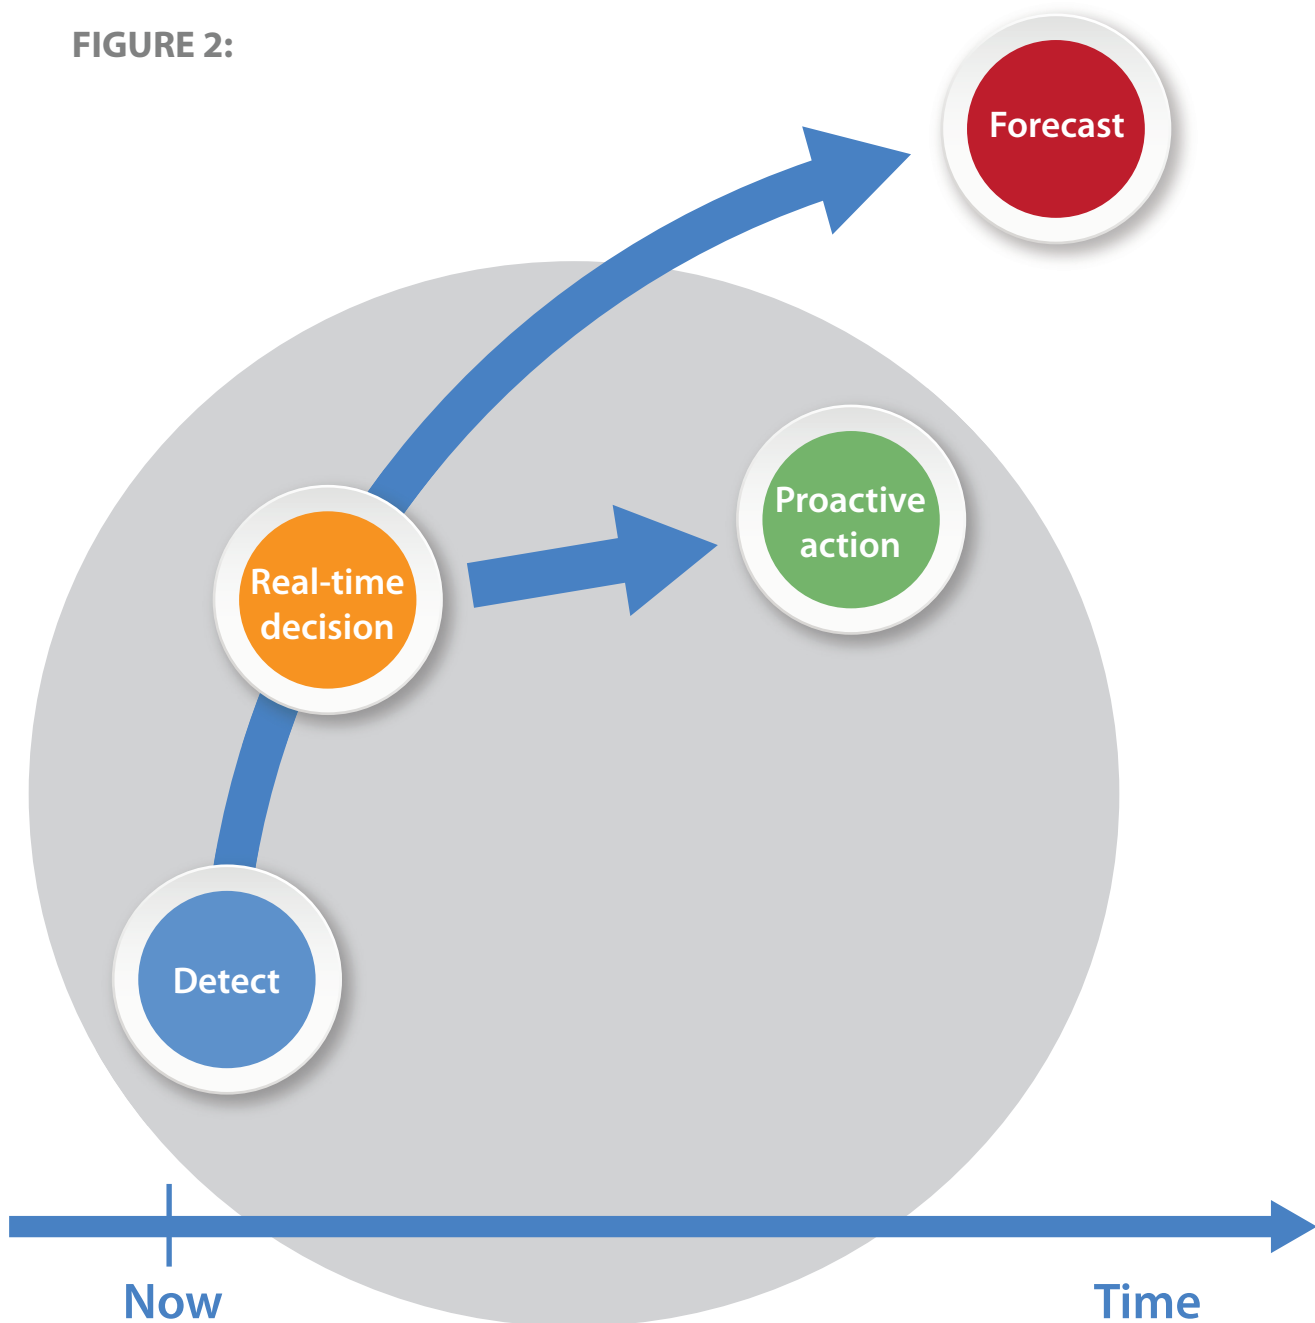 FIGURE 2:
Forecast
Proactive
action
Real-time
decision
Detect
Now
Time